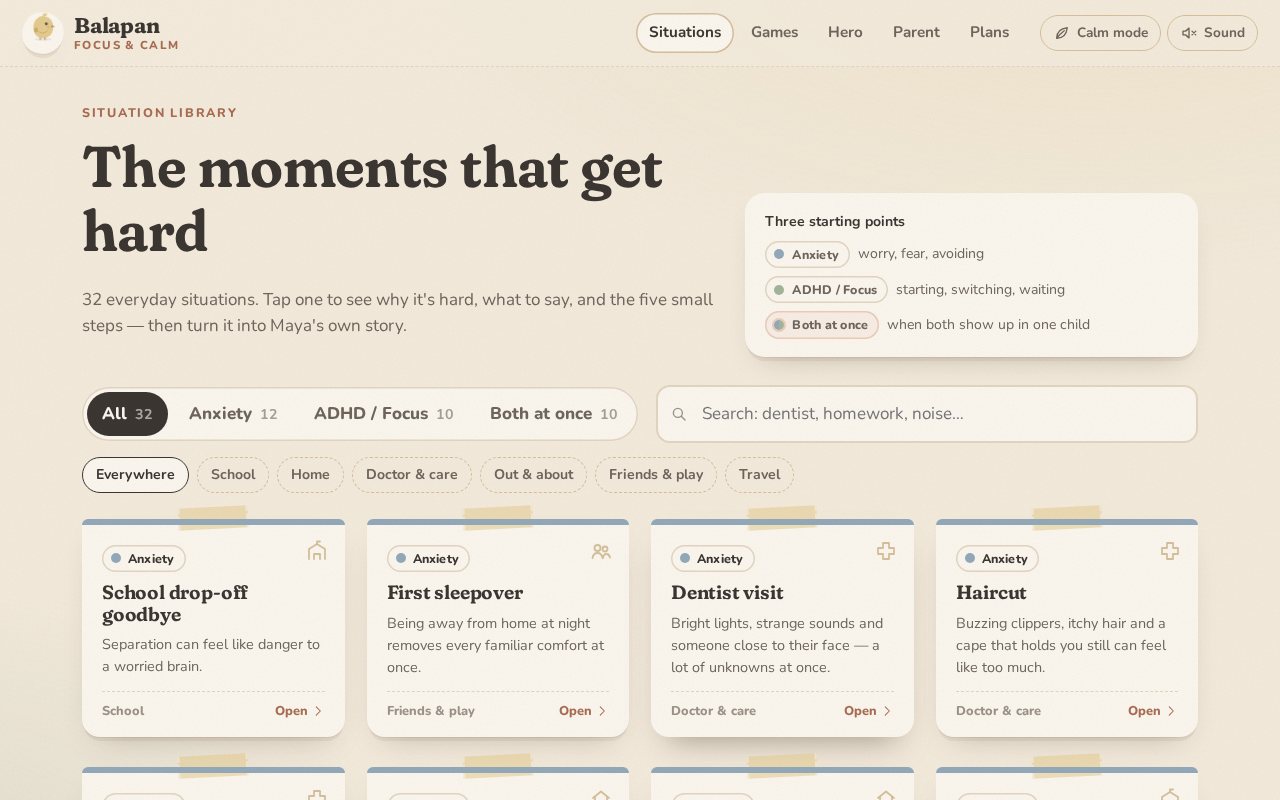 Balapan
FOCUS & CALM
Situations
Games
Hero
Parent
Plans
Calm mode
Sound
SITUATION LIBRARY
The moments that get
hard
32 everyday situations. Tap one to see why it's hard, what to say, and the five small
steps — then turn it into Maya's own story.
Three starting points
Anxiety worry, fear, avoiding
ADHD / Focus starting, switching, waiting
Both at once when both show up in one child
All 32
Anxiety 12
ADHD / Focus 10
Both at once 10
Search: dentist, homework, noise...
Everywhere
School
Home
Doctor & care
Out & about
Friends & play
Travel
Anxiety
School drop-off
goodbye
Separation can feel like danger to
a worried brain.
School
Open
Anxiety
First sleepover
Being away from home at night
removes every familiar comfort at
once.
Friends & play
Open
Anxiety
Dentist visit
Bright lights, strange sounds and
someone close to their face — a
lot of unknowns at once.
Doctor & care
Open
Anxiety
Haircut
Buzzing clippers, itchy hair and a
cape that holds you still can feel
like too much.
Doctor & care
Open